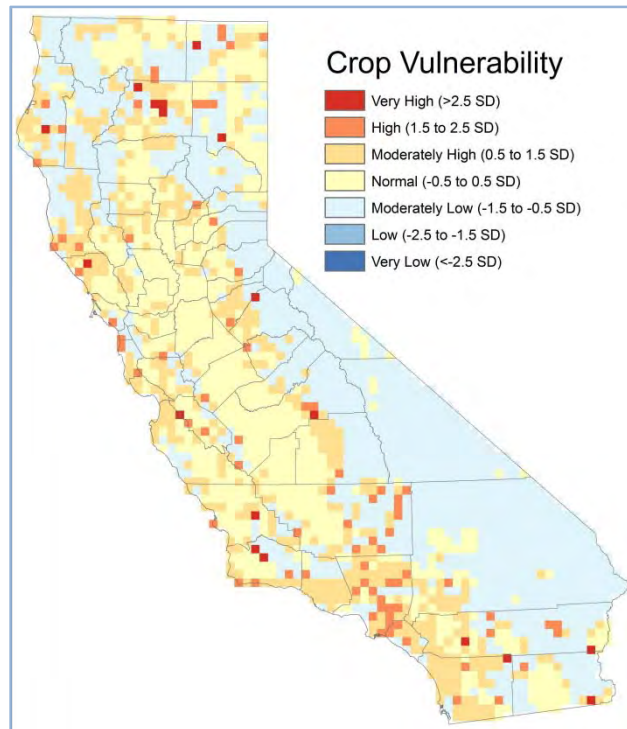 Crop Vulnerability
Very High (>2.5 SD)
High (1.5 to 2.5 SD)
Moderately High (0.5 to 1.5 SD)
Normal (-0.5 to 0.5 SD)
Moderately Low (-1.5 to -0.5 SD)
Low (-2.5 to -1.5 SD)
Very Low (<-2.5 SD)